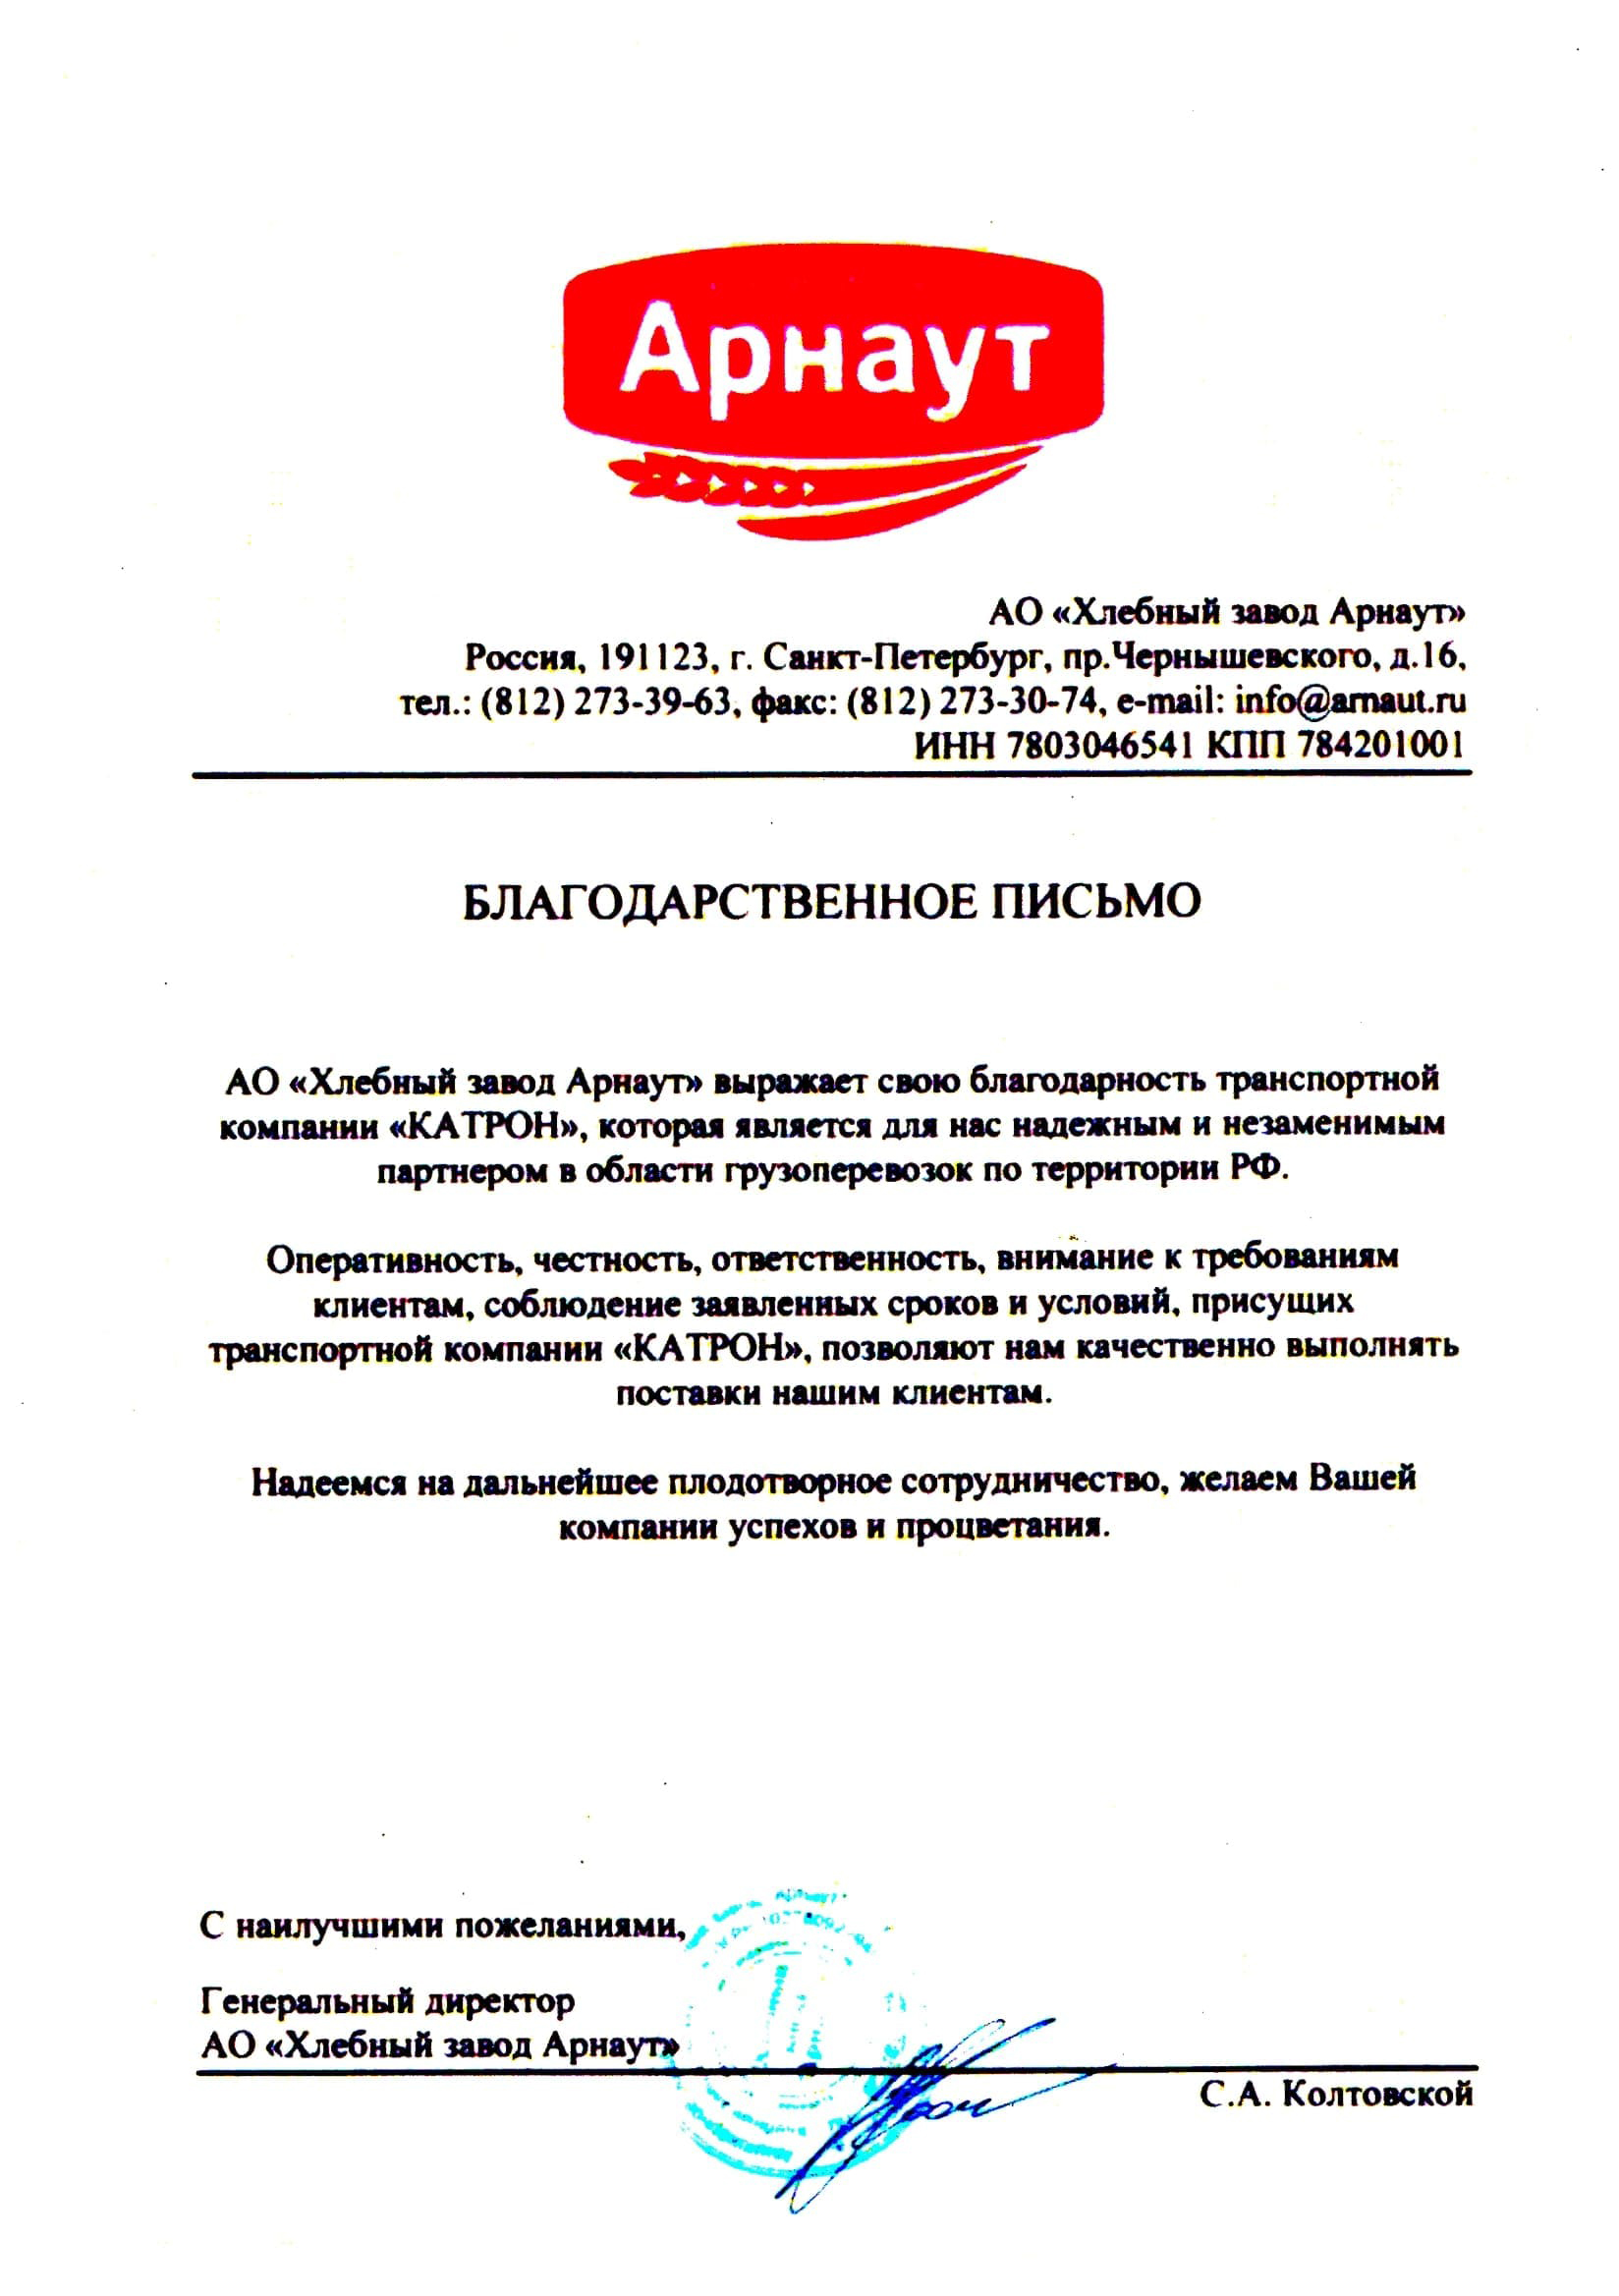 Арнаут
АО «Хлебный завод Арнаут»
Россия, 191123, г. Санкт-Петербург, пр.Чернышевского, д.16,
тел.: (812) 273-39-63, факс: (812) 273-30-74, e-mail: info@arnaut.ru
ИНН 7803046541 КПП 784201001
БЛАГОДАРСТВЕННОЕ ПИСЬМО
АО «Хлебный завод Арнаут» выражает свою благодарность транспортной
компании «КАТРОН», которая является для нас надежным и незаменимым
партнером в области грузоперевозок по территории РФ.
Оперативность, честность, ответственность, внимание к требованиям
клиентам, соблюдение заявленных сроков и условий, присущих
транспортной компании «КАТРОН», позволяют нам качественно выполнять
поставки нашим клиентам.
Надеемся на дальнейшее плодотворное сотрудничество, желаем Вашей
компании успехов и процветания.
С наилучшими пожеланиями,
Генеральный директор
АО «Хлебный завод Арнаут»
С.А. Колтовской